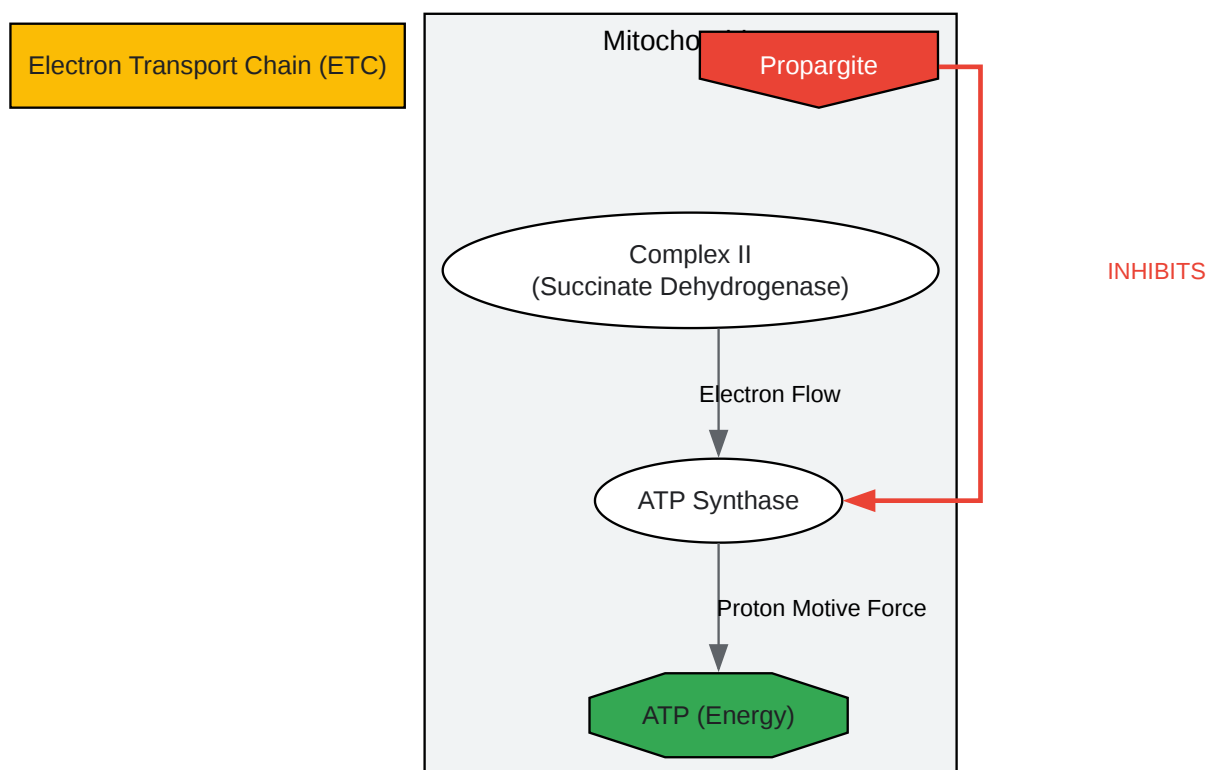 Electron Transport Chain (ETC)
Propargite
Complex II
(Succinate Dehydrogenase)
INHIBITS
Electron Flow
ATP Synthase
Proton Motive Force
ATP (Energy)